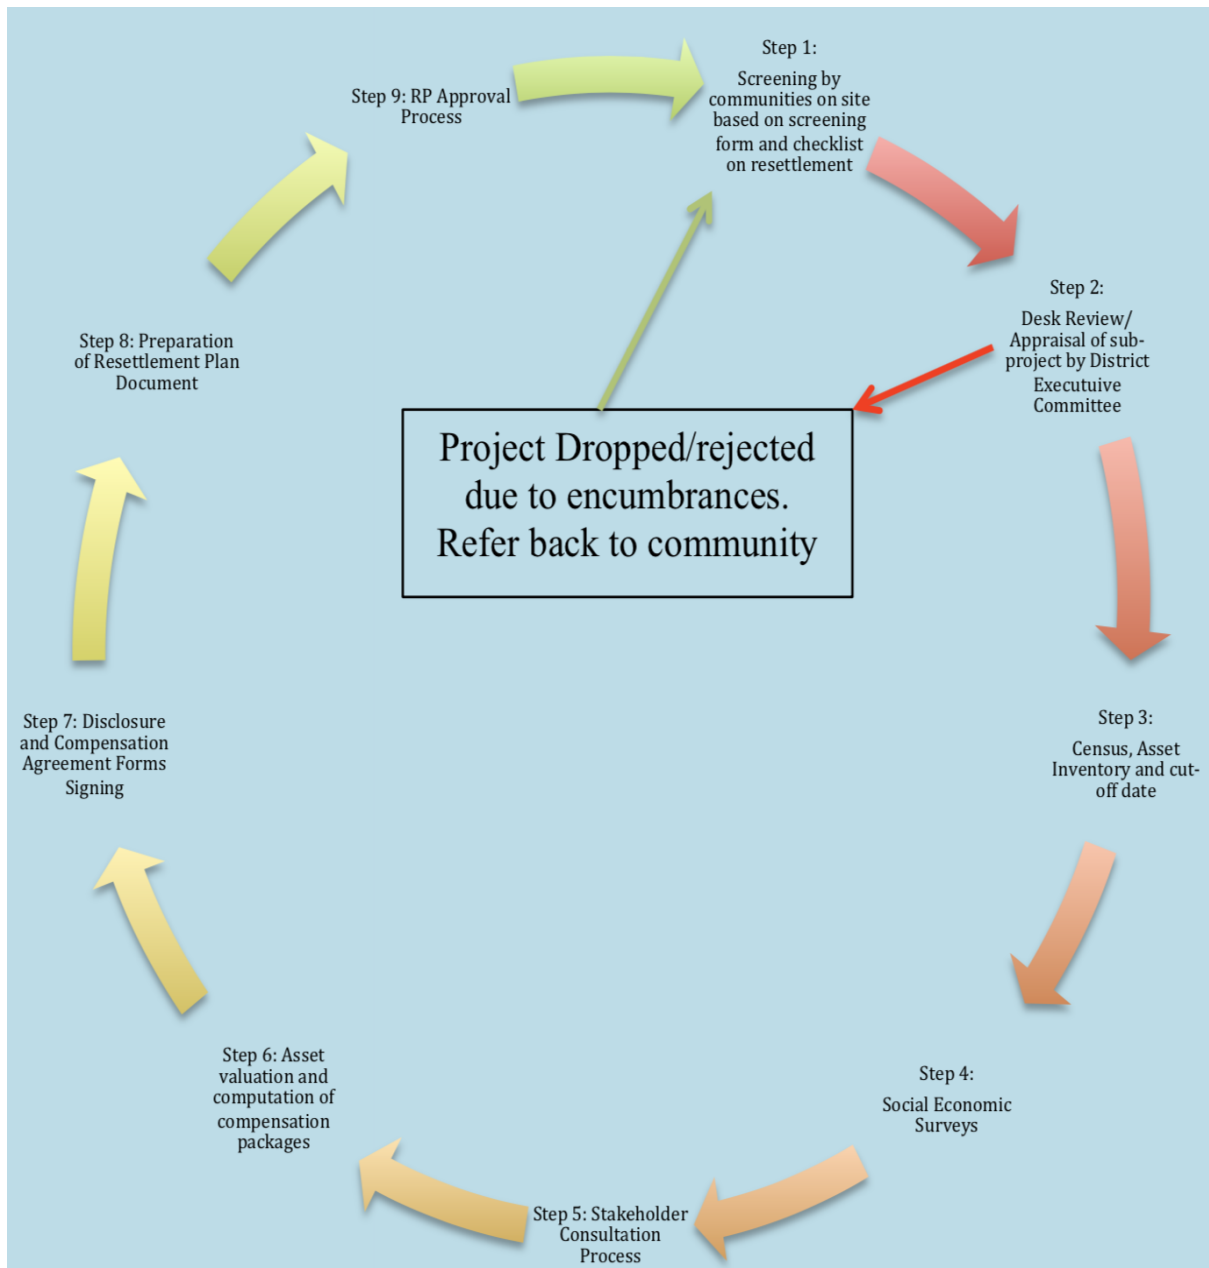 Step 1:
Screening by
communities on site
based on screening
form and checklist
on resettlement
Step 2:
Desk Review/
Appraisal of sub-
project by District
Executuive
Committee
Step 3:
Census, Asset
Inventory and cut-
off date
Step 4:
Social Economic
Surveys
Step 5: Stakeholder
Consultation
Process
Step 6: Asset
valuation and
computation of
compensation
packages
Step 7: Disclosure
and Compensation
Agreement Forms
Signing
Step 8: Preparation
of Resettlement Plan
Document
Step 9: RP Approval
Process
Project Dropped/rejected
due to encumbrances.
Refer back to community